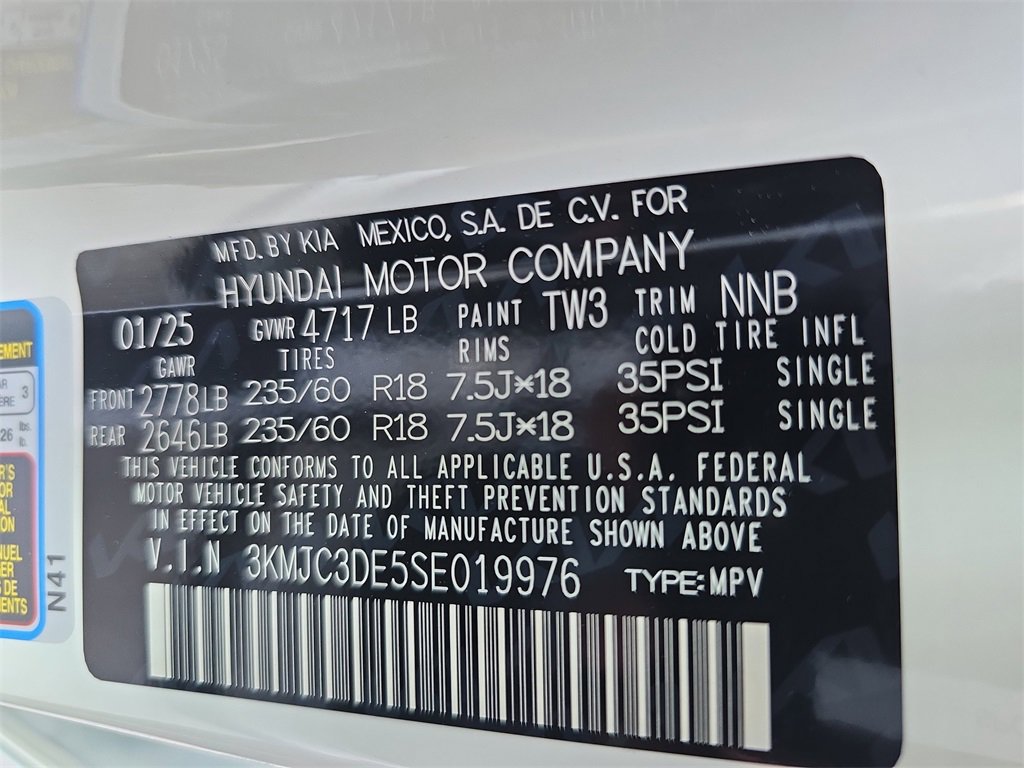 MFD. BY KIA MEXICO, S.A. DE C.V. FOR
HYUNDAI MOTOR COMPANY
01/25 GVWR 4717 LB PAINT TW3 TRIM NNB
GAWR TIRES RIMS COLD TIRE INFL
FRONT 2778LB 235/60 R18 7.5J×18 35PSI SINGLE
REAR 2646LB 235/60 R18 7.5J×18 35PSI SINGLE
THIS VEHICLE CONFORMS TO ALL APPLICABLE U.S.A. FEDERAL
MOTOR VEHICLE SAFETY AND THEFT PREVENTION STANDARDS
IN EFFECT ON THE DATE OF MANUFACTURE SHOWN ABOVE
V.I.N 3KMJC3DE5SE019976 TYPE:MPV
N41
3
26 lbs.